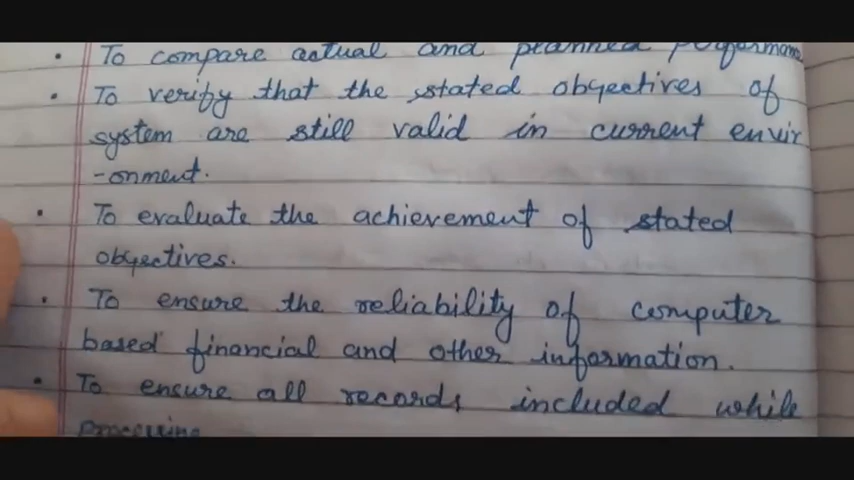 • To compare actual and planned performanc
• To verify that the stated objectives of
system are still valid in current envir
-onment.
• To evaluate the achievement of stated
objectives.
• To ensure the reliability of computer
based financial and other information.
• To ensure all records included while
processing